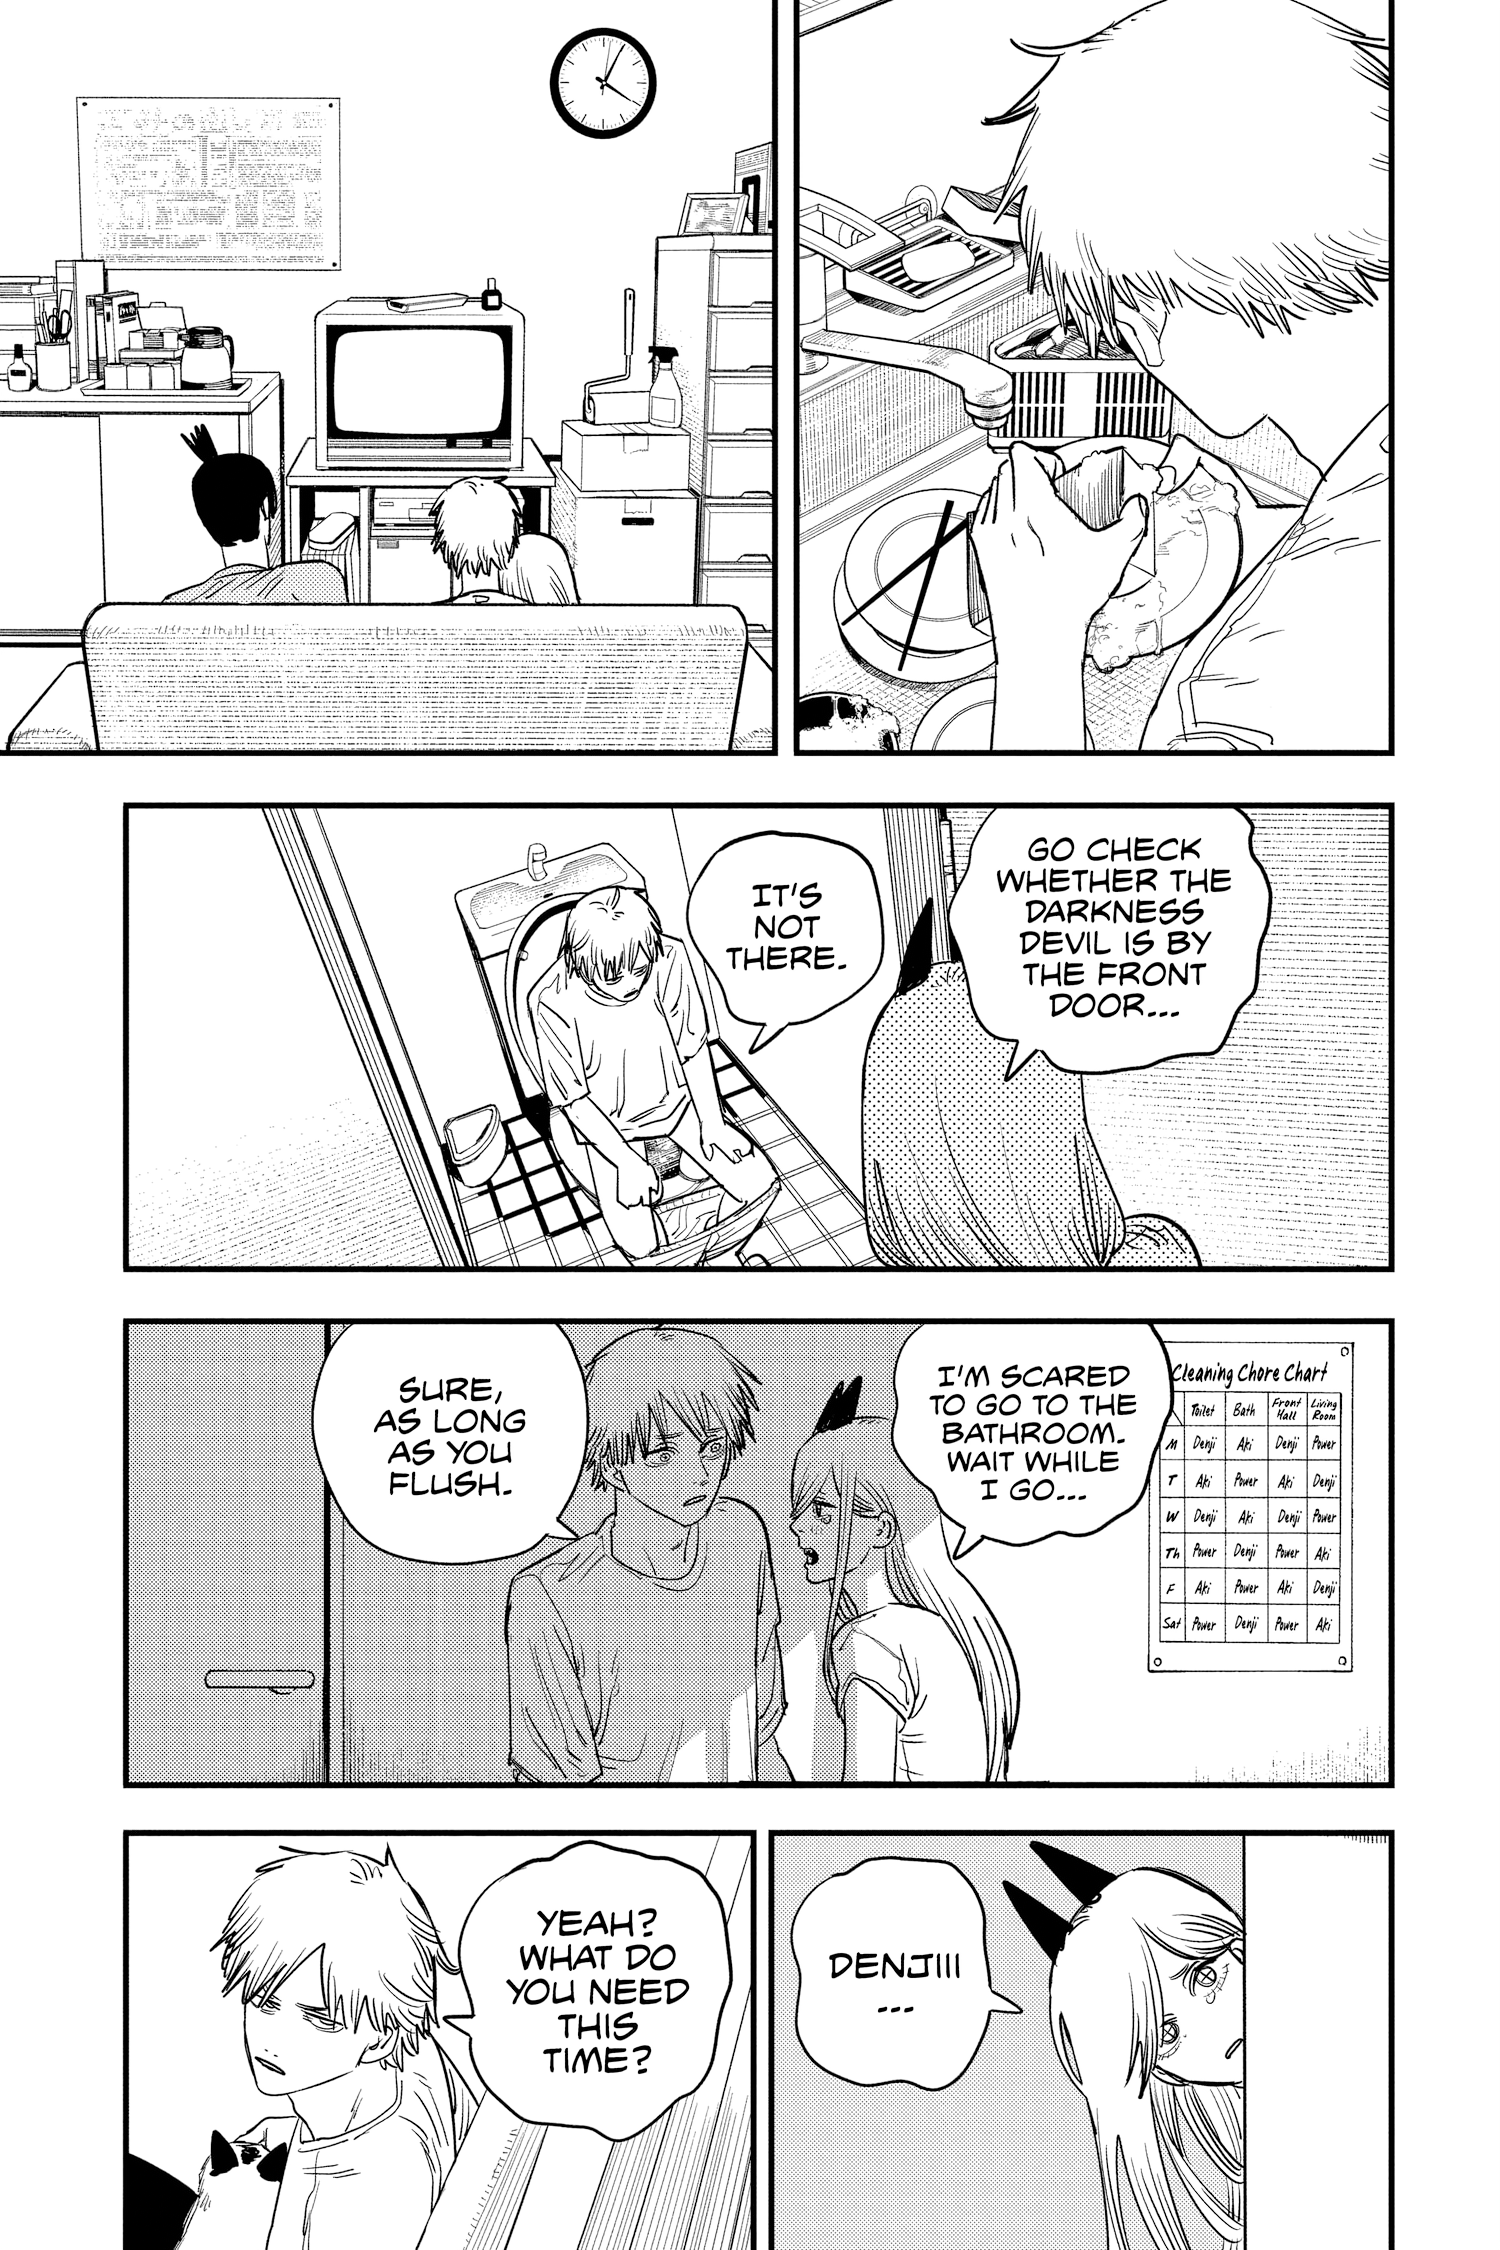 GO CHECK
WHETHER THE
DARKNESS
DEVIL IS BY
THE FRONT
DOOR...
IT'S
NOT
THERE.
I'M SCARED
TO GO TO THE
BATHROOM.
WAIT WHILE
I GO...
SURE,
AS LONG
AS YOU
FLUSH.
Cleaning Chore Chart
Toilet Bath Front Hall Living Room
M Denji Aki Denji Power
T Aki Power Aki Denji
W Denji Aki Denji Power
Th Power Denji Power Aki
F Aki Power Aki Denji
Sat Power Denji Power Aki
DENJIII
...
YEAH?
WHAT DO
YOU NEED
THIS
TIME?